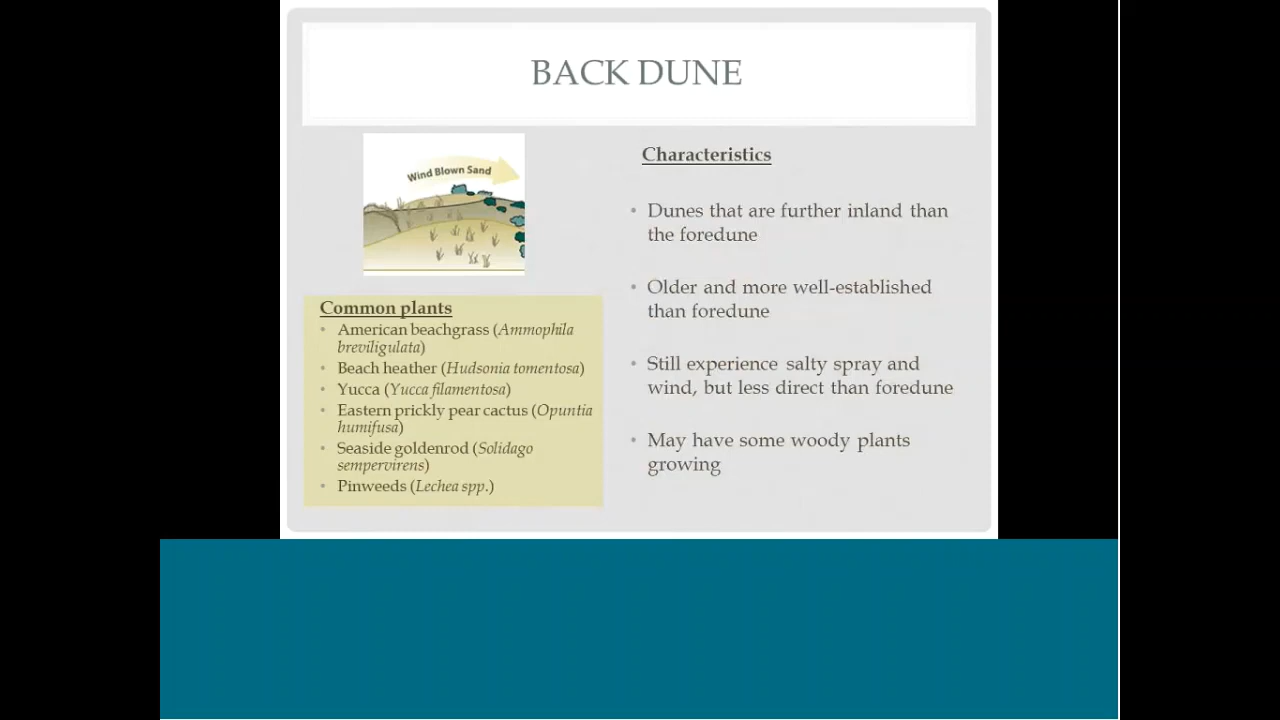 BACK DUNE
Wind Blown Sand
Common plants
• American beachgrass (Ammophila
breviligulata)
• Beach heather (Hudsonia tomentosa)
• Yucca (Yucca filamentosa)
• Eastern prickly pear cactus (Opuntia
humifusa)
• Seaside goldenrod (Solidago
sempervirens)
• Pinweeds (Lechea spp.)
Characteristics
• Dunes that are further inland than
the foredune
• Older and more well-established
than foredune
• Still experience salty spray and
wind, but less direct than foredune
• May have some woody plants
growing